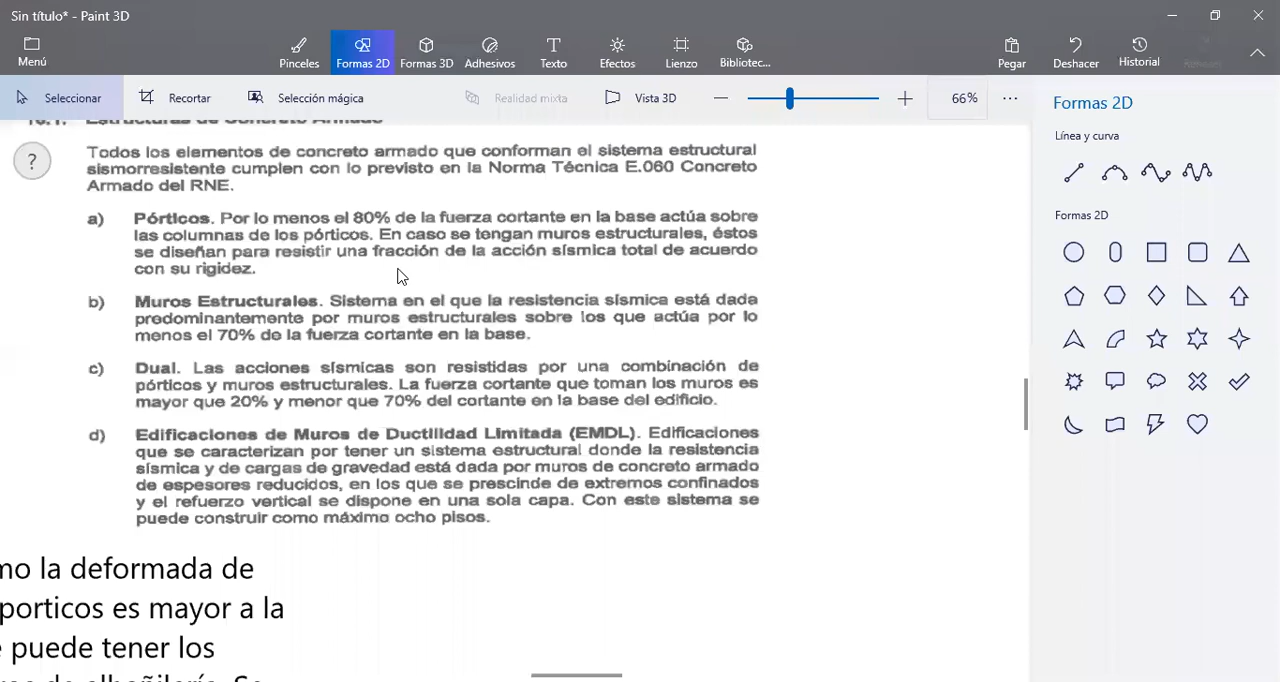 Sin título* - Paint 3D
Menú
Pinceles
Formas 2D
Formas 3D
Adhesivos
Texto
Efectos
Lienzo
Bibliotec...
Pegar
Deshacer
Historial
Seleccionar
Recortar
Selección mágica
Realidad mixta
Vista 3D
66%
Formas 2D
Línea y curva
Formas 2D
Estructuras de Concreto Armado
?
Todos los elementos de concreto armado que conforman el sistema estructural
sismorresistente cumplen con lo previsto en la Norma Técnica E.060 Concreto
Armado del RNE.
a) Pórticos. Por lo menos el 80% de la fuerza cortante en la base actúa sobre
las columnas de los pórticos. En caso se tengan muros estructurales, éstos
se diseñan para resistir una fracción de la acción sísmica total de acuerdo
con su rigidez.
b) Muros Estructurales. Sistema en el que la resistencia sísmica está dada
predominantemente por muros estructurales sobre los que actúa por lo
menos el 70% de la fuerza cortante en la base.
c) Dual. Las acciones sísmicas son resistidas por una combinación de
pórticos y muros estructurales. La fuerza cortante que toman los muros es
mayor que 20% y menor que 70% del cortante en la base del edificio.
d) Edificaciones de Muros de Ductilidad Limitada (EMDL). Edificaciones
que se caracterizan por tener un sistema estructural donde la resistencia
sísmica y de cargas de gravedad está dada por muros de concreto armado
de espesores reducidos, en los que se prescinde de extremos confinados
y el refuerzo vertical se dispone en una sola capa. Con este sistema se
puede construir como máximo ocho pisos.
mo la deformada de
porticos es mayor a la
puede tener los